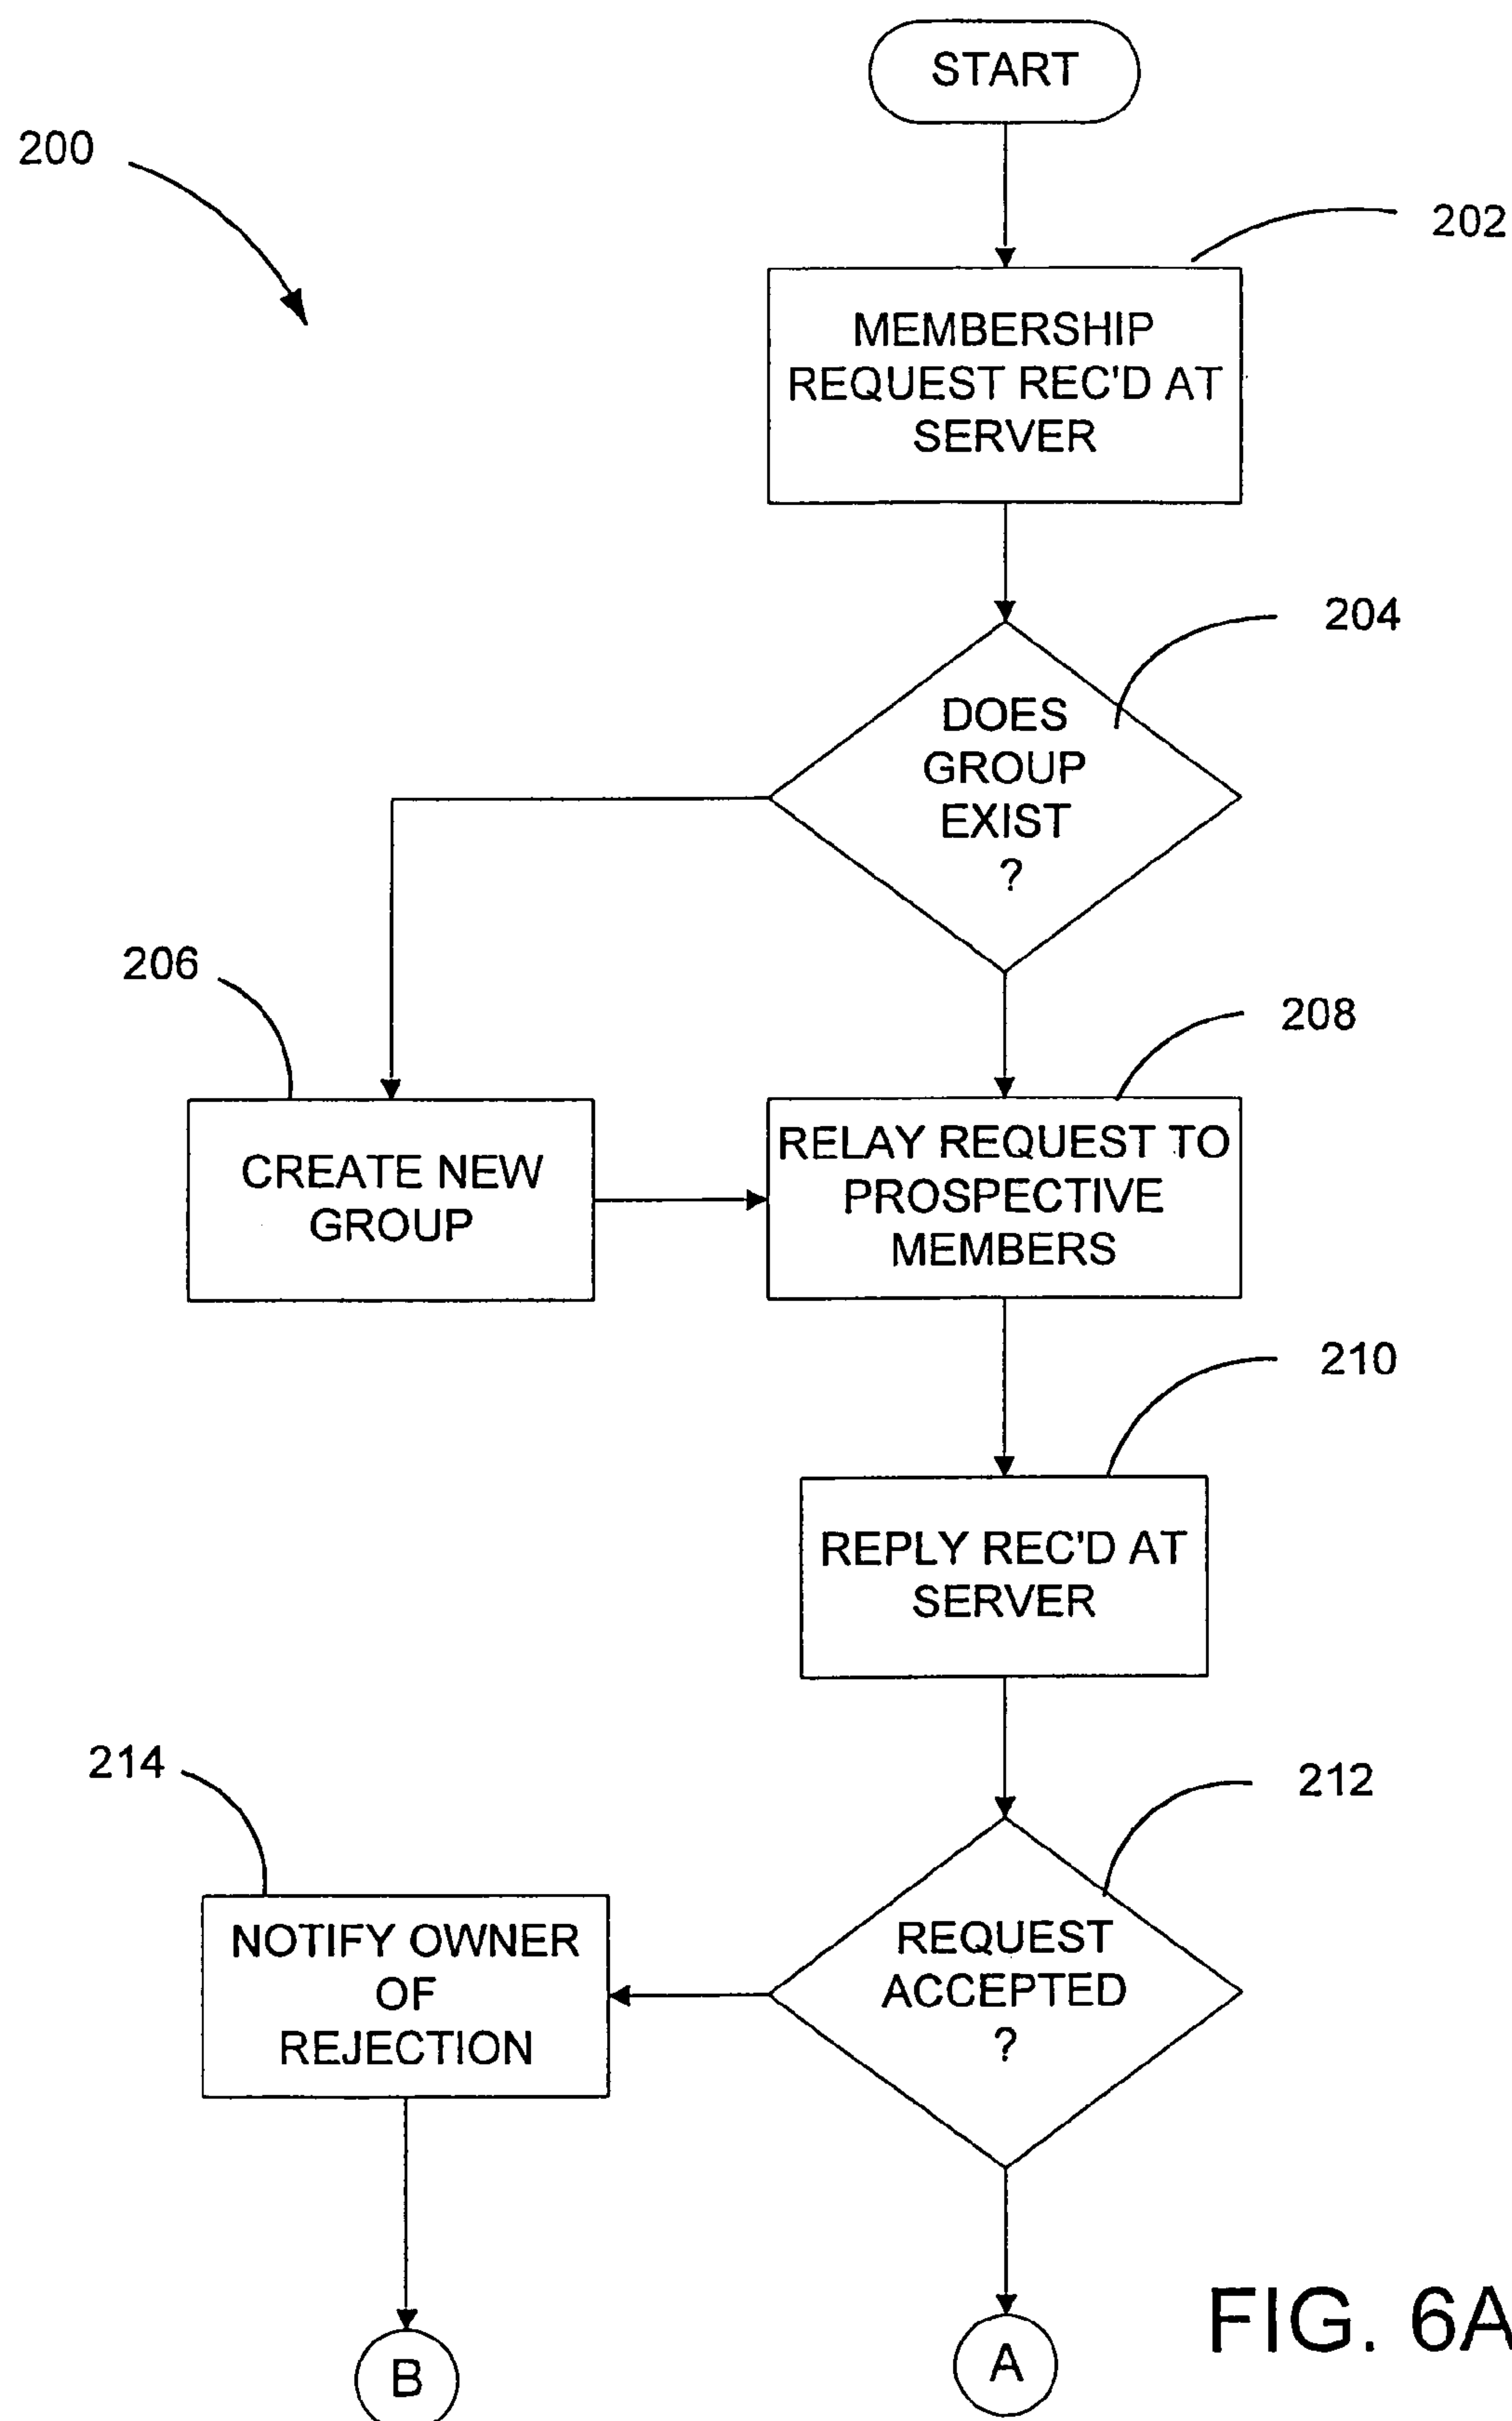 START
200
202
MEMBERSHIP
REQUEST REC'D AT
SERVER
204
DOES
GROUP
EXIST
?
206
208
CREATE NEW
GROUP
RELAY REQUEST TO
PROSPECTIVE
MEMBERS
210
REPLY REC'D AT
SERVER
214
212
NOTIFY OWNER
OF
REJECTION
REQUEST
ACCEPTED
?
B
A
FIG. 6A